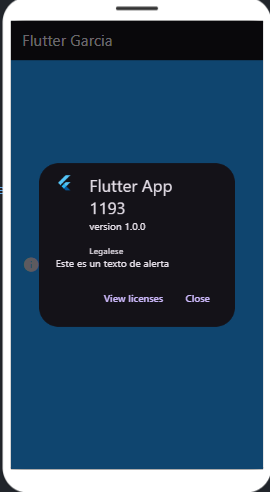 Flutter Garcia
Flutter App
1193
version 1.0.0
Legalese
Este es un texto de alerta
View licenses Close